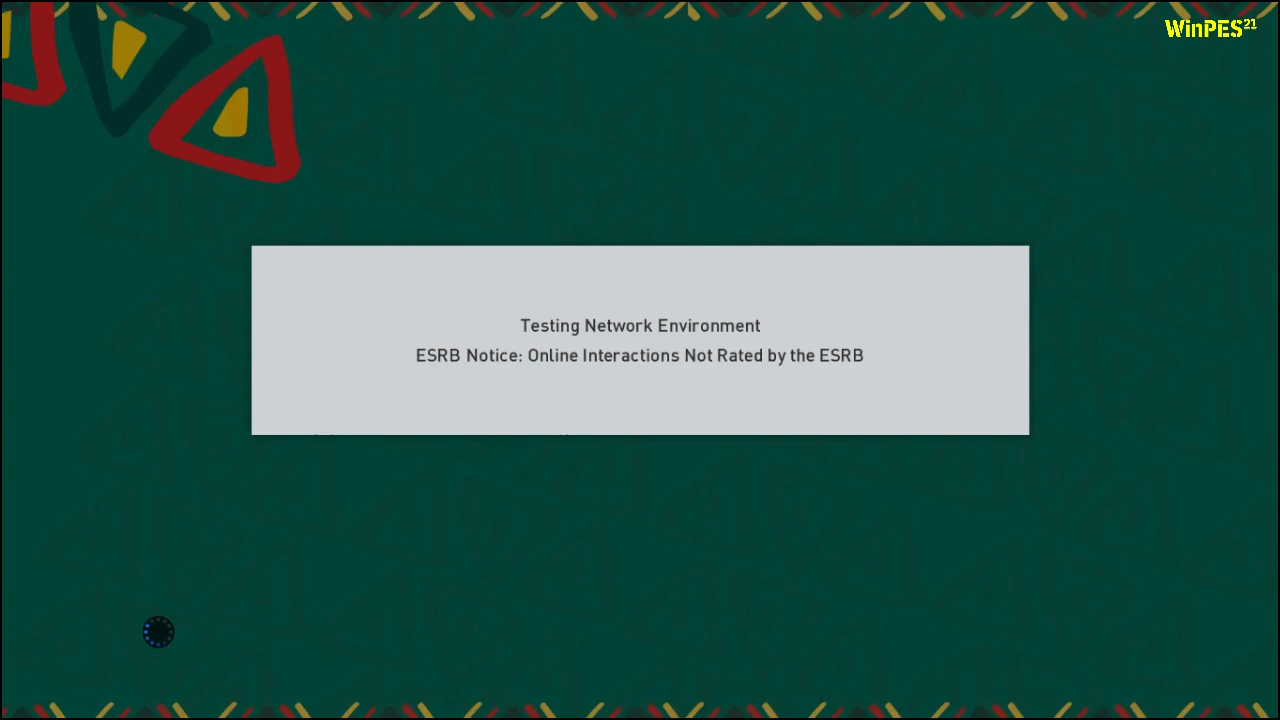 WinPES21
Testing Network Environment
ESRB Notice: Online Interactions Not Rated by the ESRB